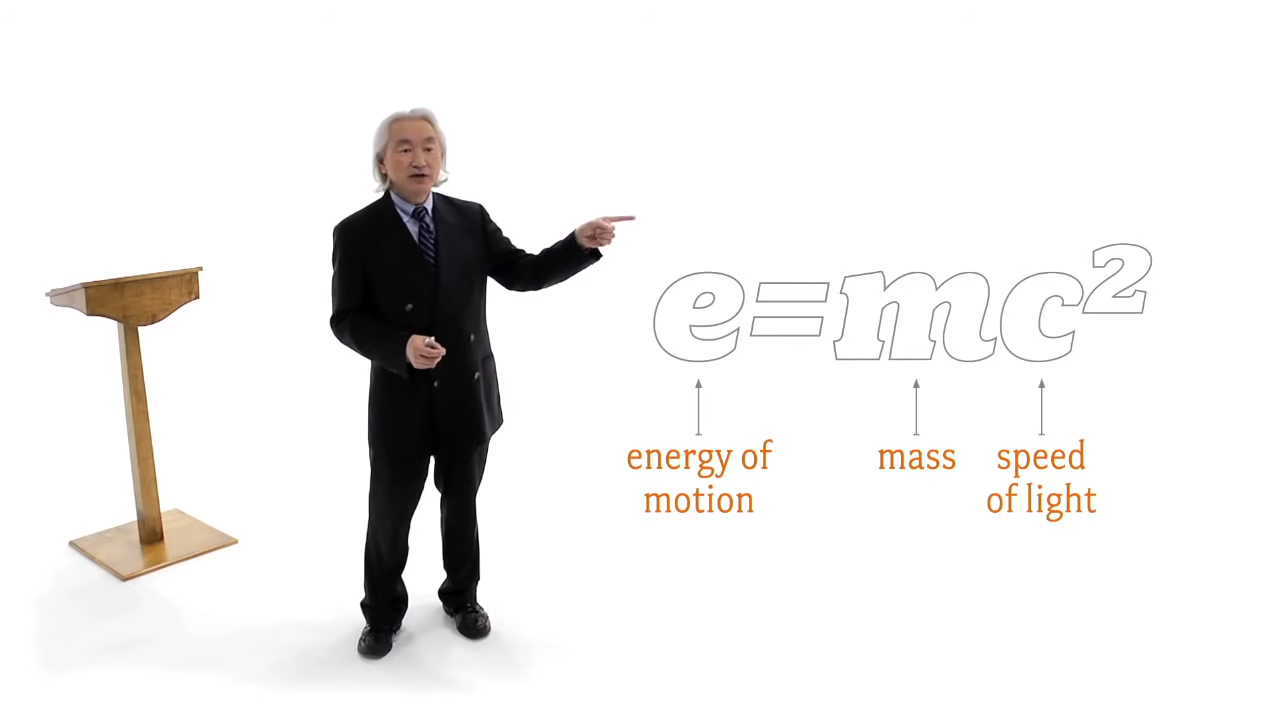 e=mc²
energy of
motion
mass
speed
of light